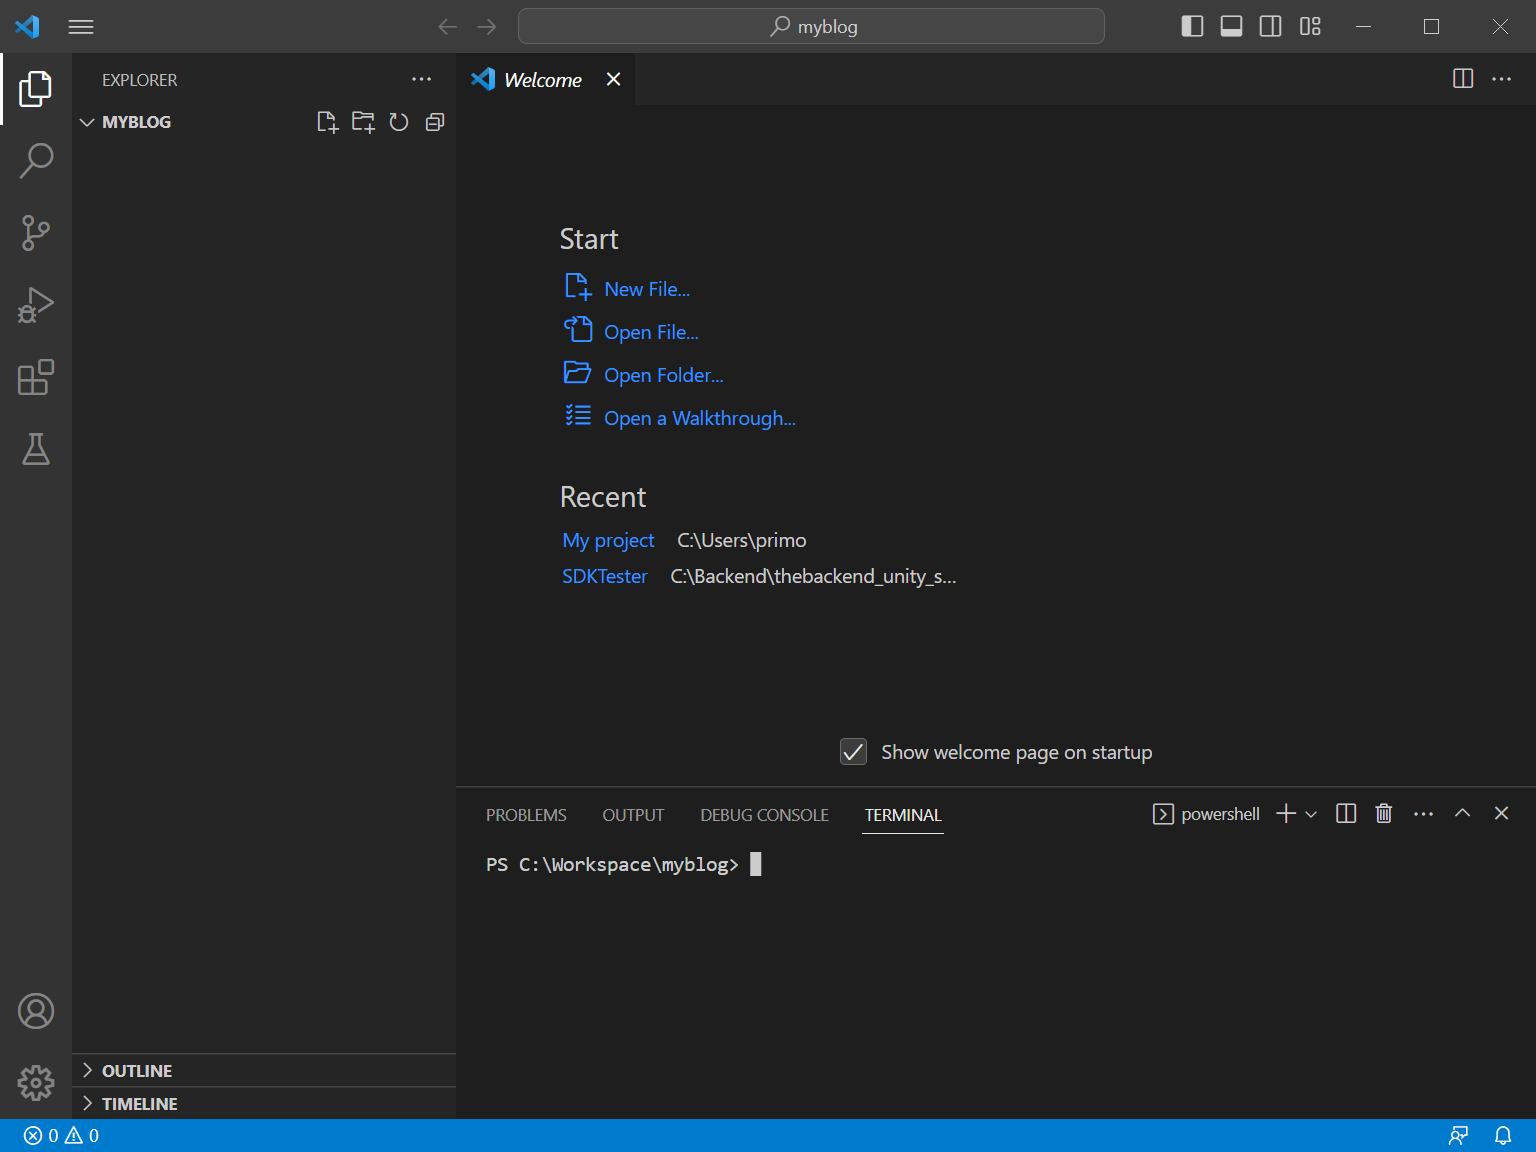 myblog
EXPLORER
Welcome
MYBLOG
Start
New File...
Open File...
Open Folder...
Open a Walkthrough...
Recent
My project C:\Users\primo
SDKTester C:\Backend\thebackend_unity_s...
Show welcome page on startup
PROBLEMS OUTPUT DEBUG CONSOLE TERMINAL powershell
PS C:\Workspace\myblog>
OUTLINE
TIMELINE
0 0